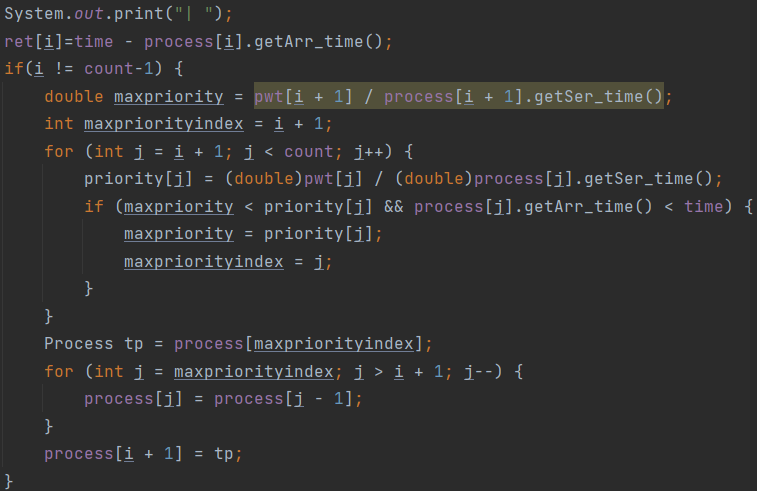 System.out.print("| ");
ret[i]=time - process[i].getArr_time();
if(i != count-1) {
    double maxpriority = pwt[i + 1] / process[i + 1].getSer_time();
    int maxpriorityindex = i + 1;
    for (int j = i + 1; j < count; j++) {
        priority[j] = (double)pwt[j] / (double)process[j].getSer_time();
        if (maxpriority < priority[j] && process[j].getArr_time() < time) {
            maxpriority = priority[j];
            maxpriorityindex = j;
        }
    }
    Process tp = process[maxpriorityindex];
    for (int j = maxpriorityindex; j > i + 1; j--) {
        process[j] = process[j - 1];
    }
    process[i + 1] = tp;
}